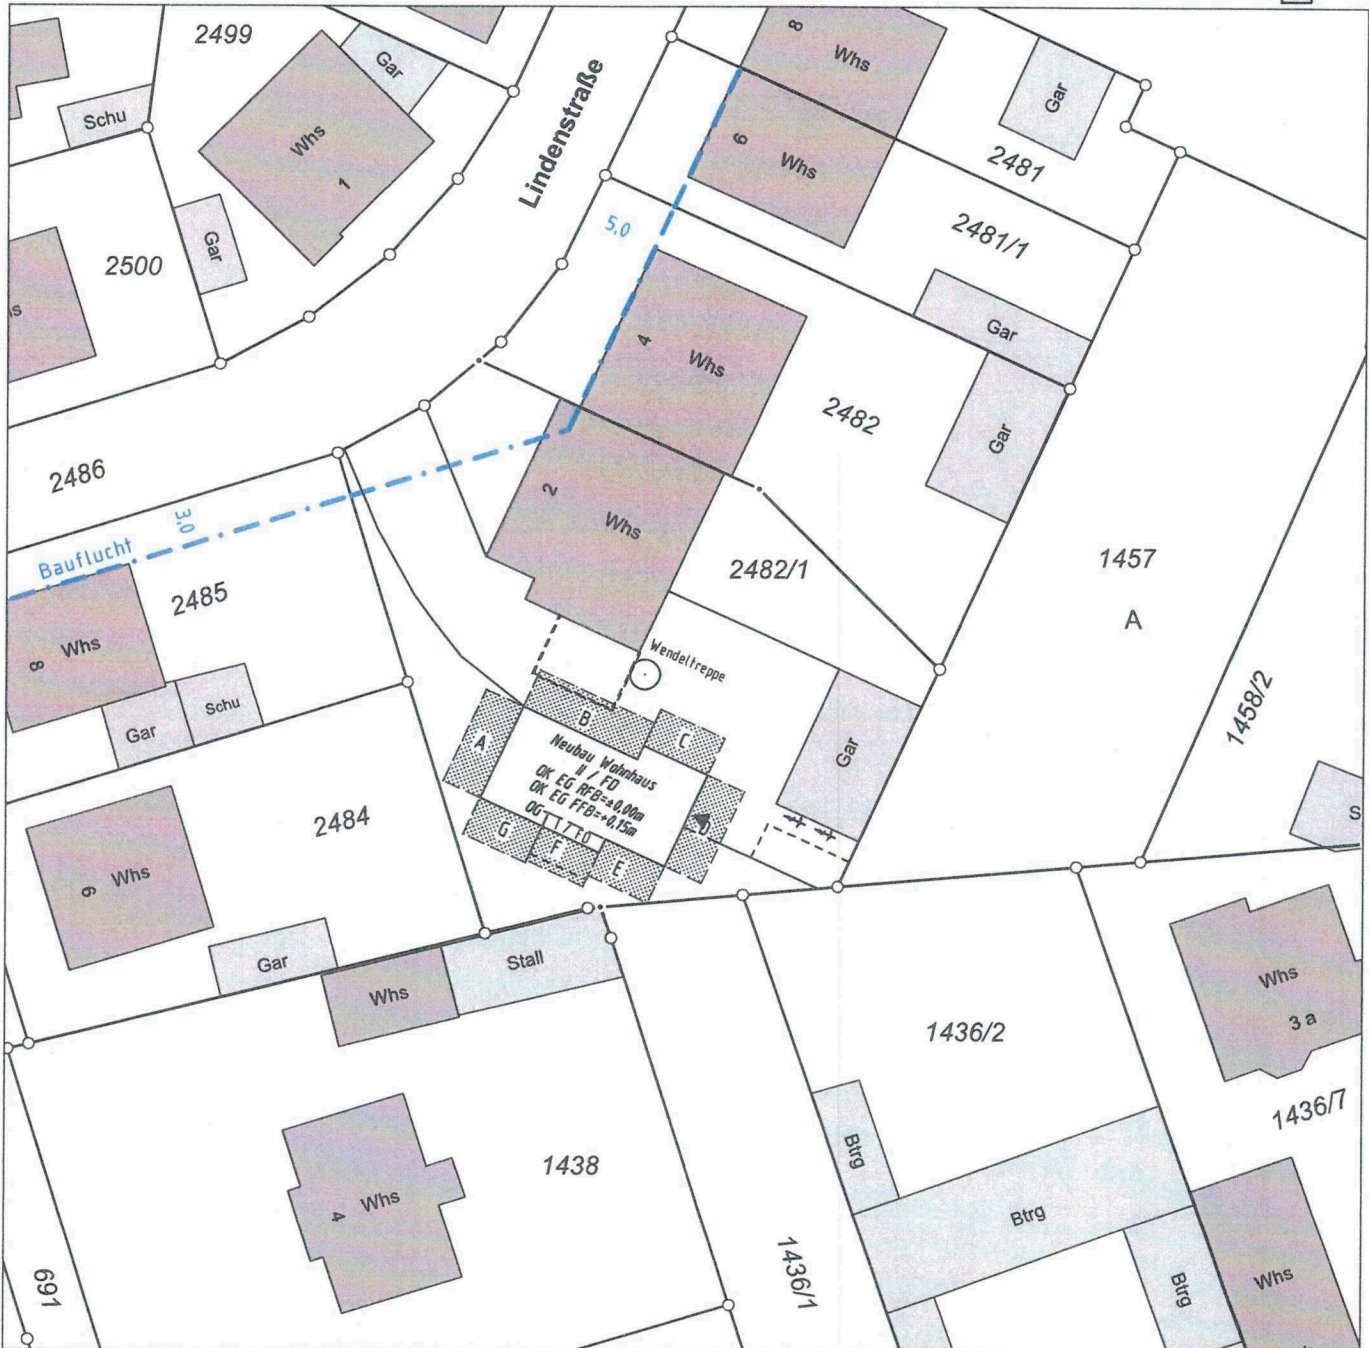 2499
Gar
Schu
Whs
1
Lindenstraße
8
Whs
Gar
6
Whs
2481
2481/1
5,0
2500
Gar
Gar
4
Whs
2482
Gar
2486
3,0
Bauflucht
2485
2
Whs
2482/1
1457
A
1458/2
8
Whs
Gar
Schu
Wendeltreppe
A
B
C
D
E
F
G
Neubau Wohnhaus
II / FD
OK EG RFB=±0,00m
OK EG FFB=+0,15m
Gar
2484
6
Whs
Gar
Whs
Stall
S
Whs
3 a
1436/2
1436/7
1438
4
Whs
Btrg
Btrg
Btrg
Whs
1436/1
691